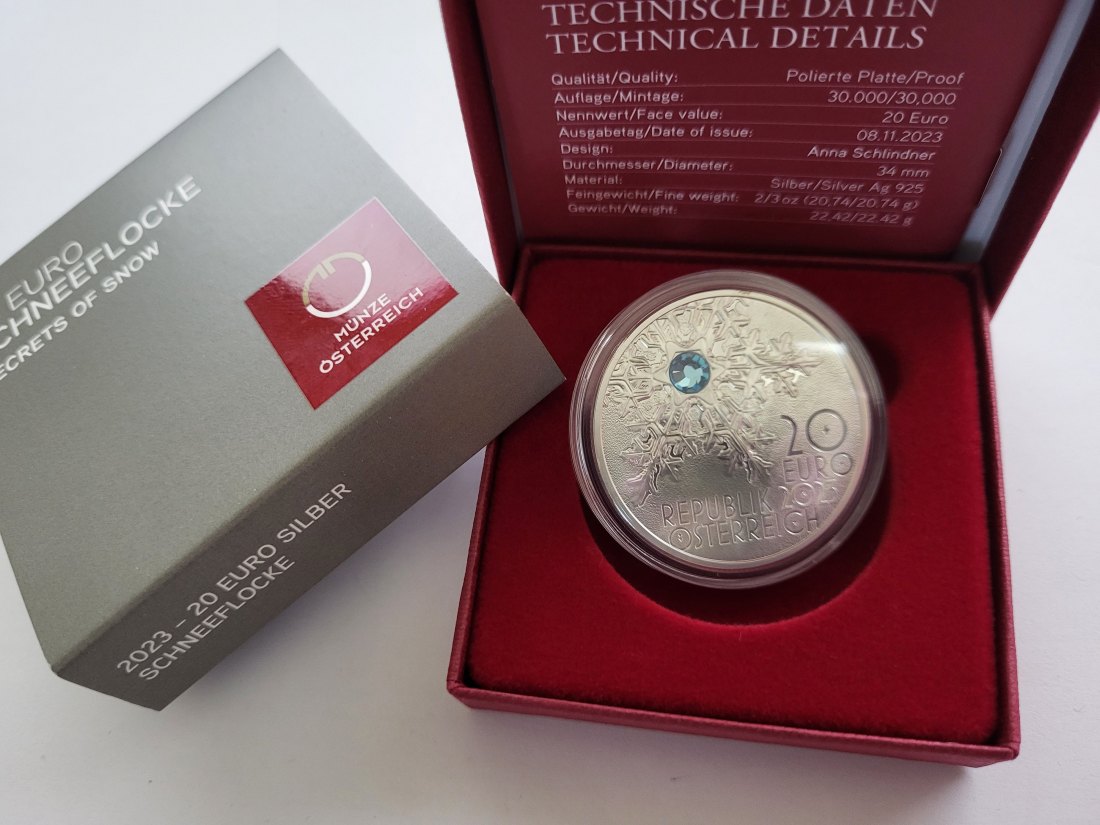 TECHNISCHE DATEN
TECHNICAL DETAILS
Qualität/Quality: Polierte Platte/Proof
Auflage/Mintage: 30.000/30,000
Nennwert/Face value: 20 Euro
Ausgabetag/Date of issue: 08.11.2023
Design: Anna Schlindner
Durchmesser/Diameter: 34 mm
Material: Silber/Silver Ag 925
Feingewicht/Fine weight: 2/3 oz (20,74/20.74 g)
Gewicht/Weight: 22,42/22.42 g
EURO
CHNEEFLOCKE
ECRETS OF SNOW
MÜNZE
ÖSTERREICH
2023 – 20 EURO SILBER
SCHNEEFLOCKE
20
EURO
REPUBLIK 2023
ÖSTERREICH